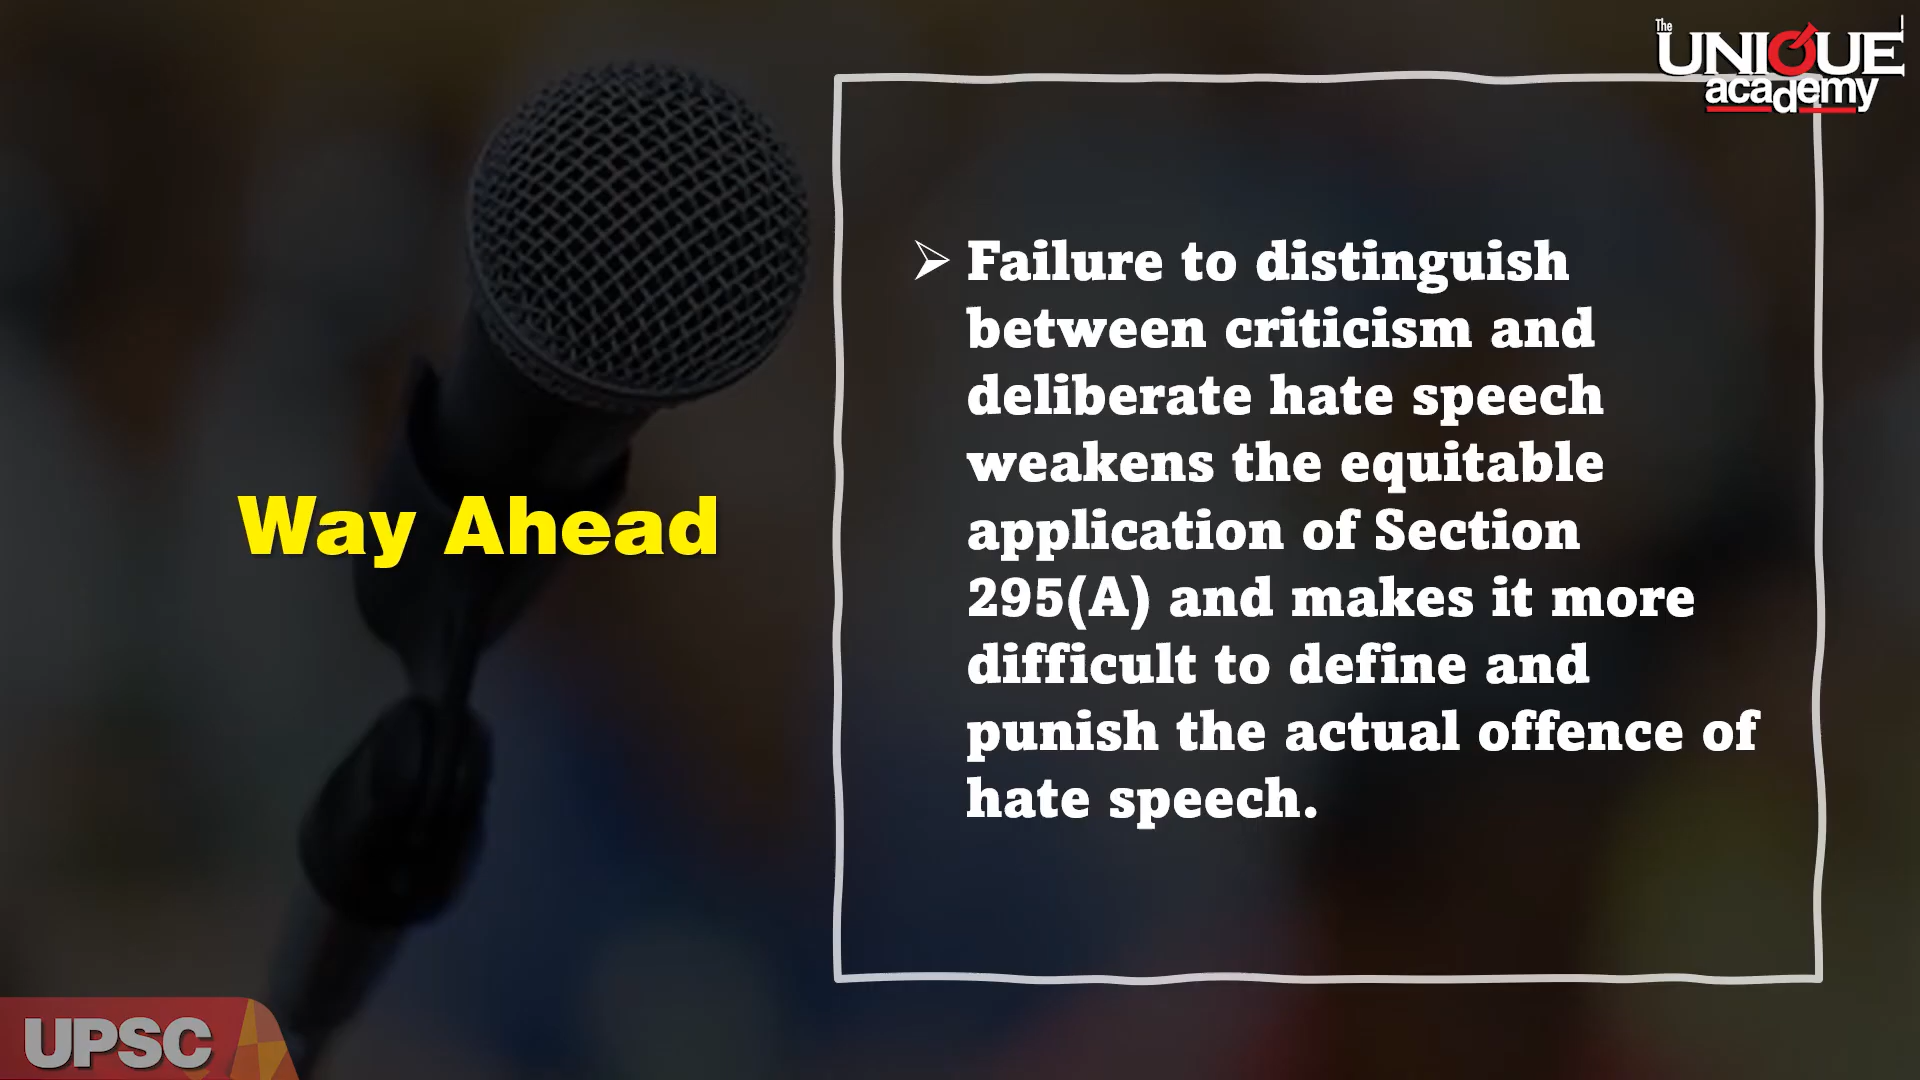 The
UNIQUE
academy
➢ Failure to distinguish
between criticism and
deliberate hate speech
weakens the equitable
application of Section
295(A) and makes it more
difficult to define and
punish the actual offence of
hate speech.
Way Ahead
UPSC